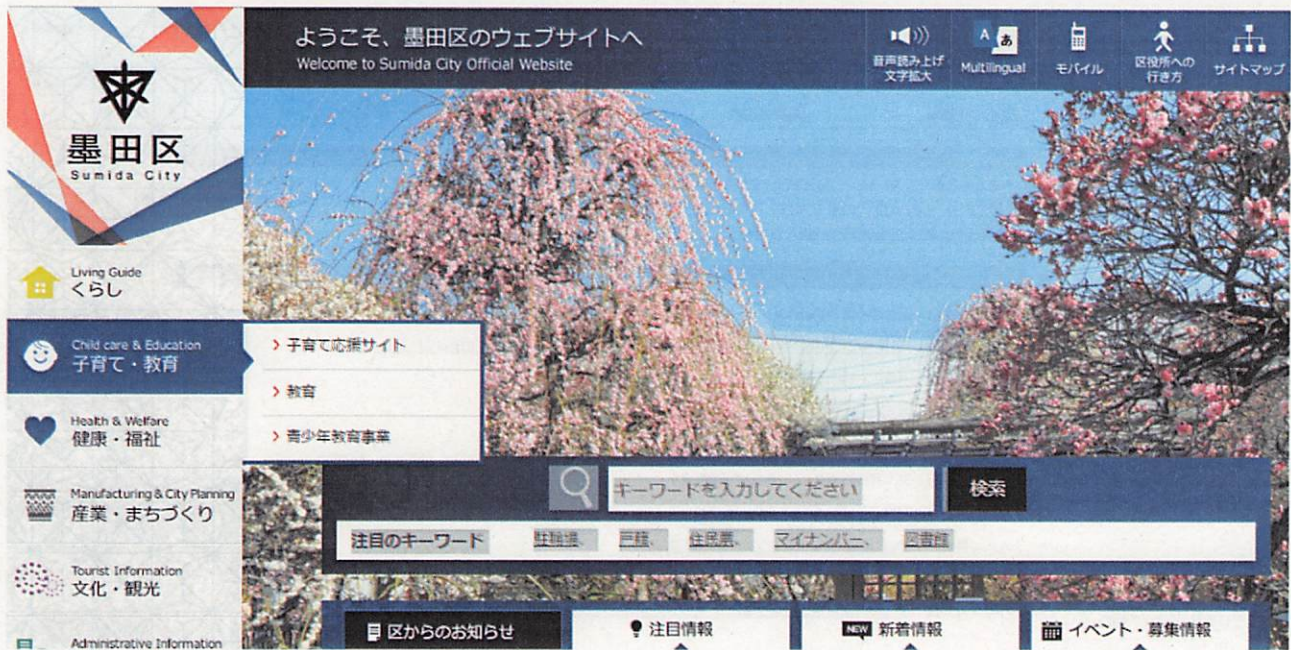 ようこそ、墨田区のウェブサイトへ
Welcome to Sumida City Official Website
音声読み上げ
文字拡大
A あ
Multilingual
モバイル
区役所への
行き方
サイトマップ
墨田区
Sumida City
Living Guide
くらし
Child care & Education
子育て・教育
子育て応援サイト
教育
青少年教育事業
Health & Welfare
健康・福祉
Manufacturing & City Planning
産業・まちづくり
Tourist Information
文化・観光
Administrative Information
キーワードを入力してください
検索
注目のキーワード 駐輪場、 戸籍、 住民票、 マイナンバー、 図書館
区からのお知らせ
注目情報
NEW 新着情報
イベント・募集情報